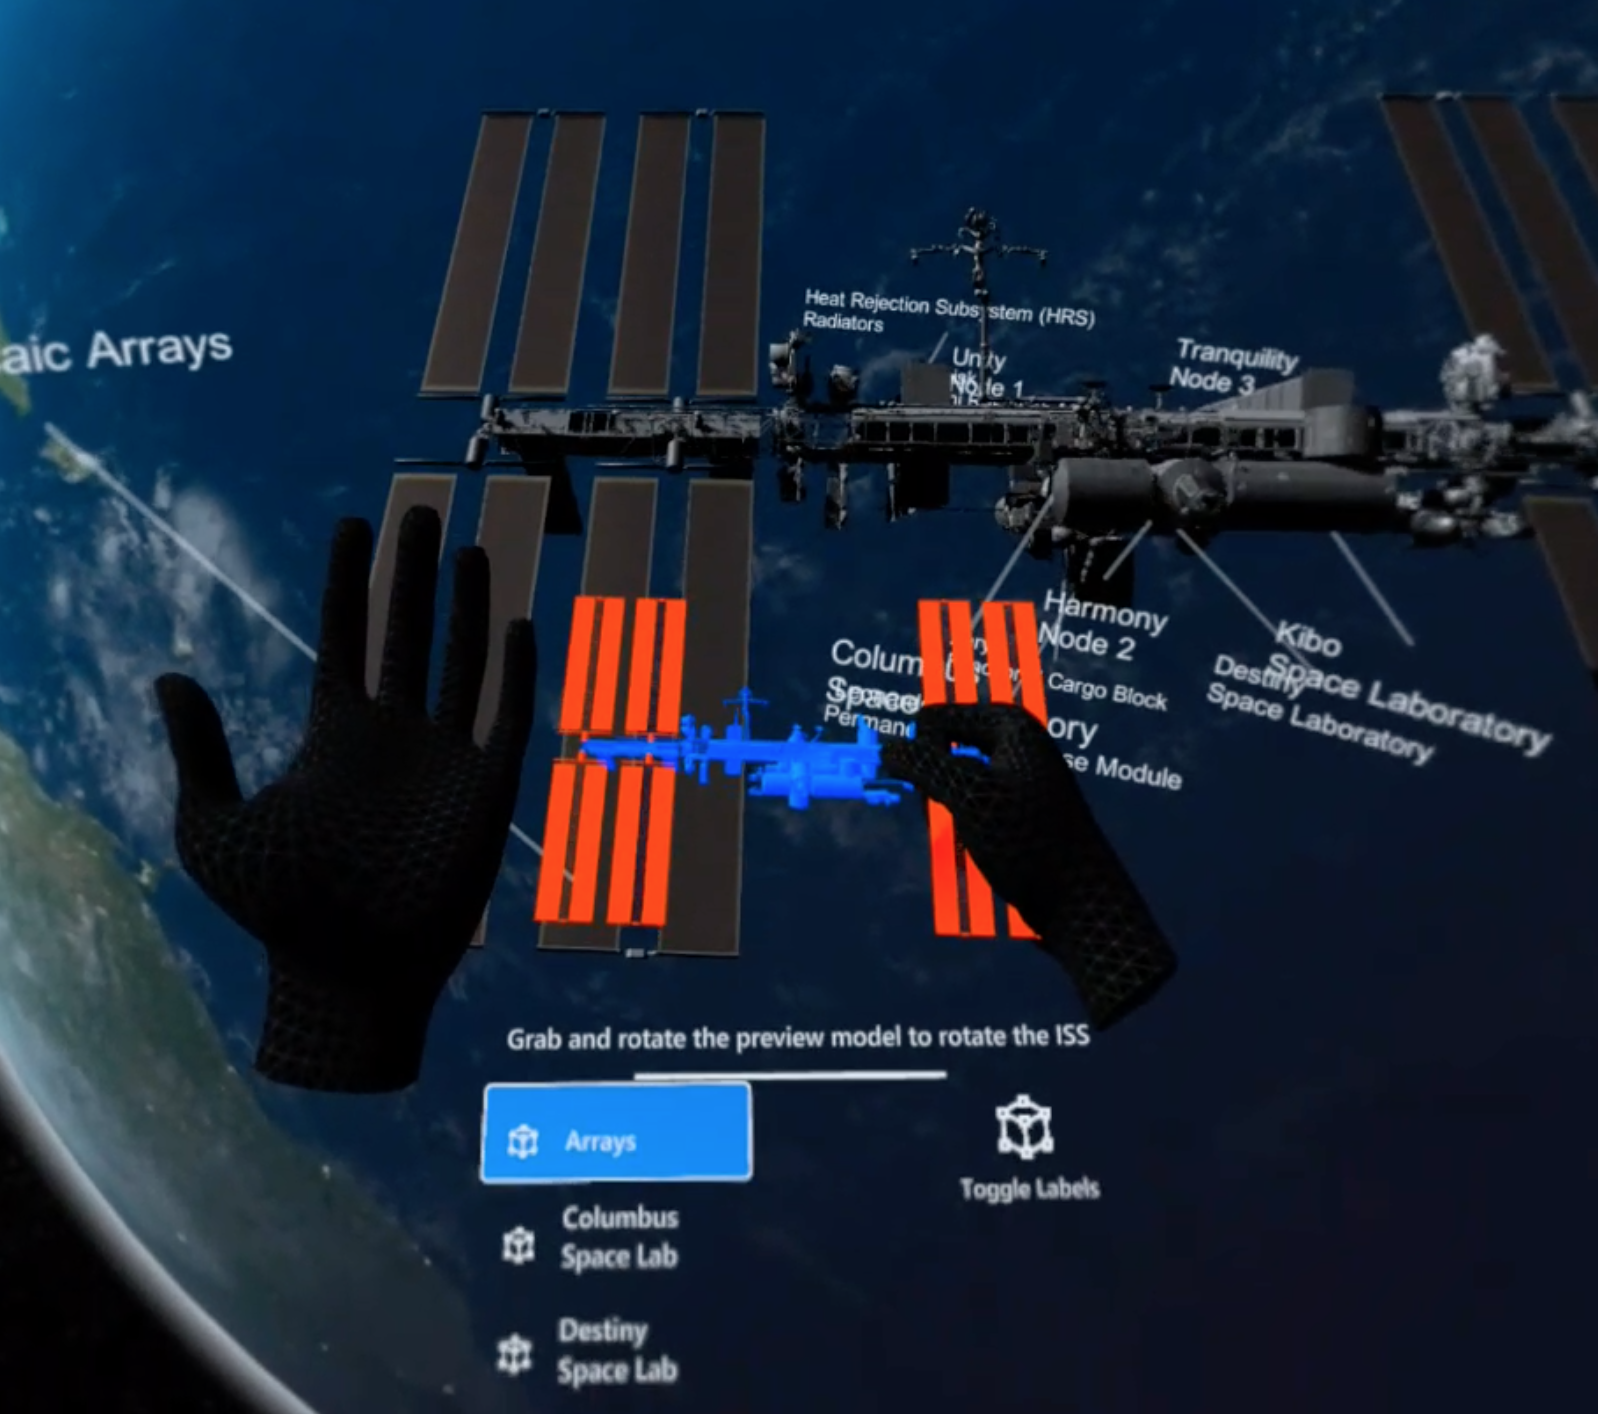 aic Arrays
Heat Rejection Subsystem (HRS)
Radiators
Unity
Node 1
Tranquility
Node 3
Harmony
Node 2
Cargo Block
Kibo
Space Laboratory
Destiny
Space Laboratory
Colum
Space
Perman
ory
se Module
Grab and rotate the preview model to rotate the ISS
Arrays
Toggle Labels
Columbus
Space Lab
Destiny
Space Lab